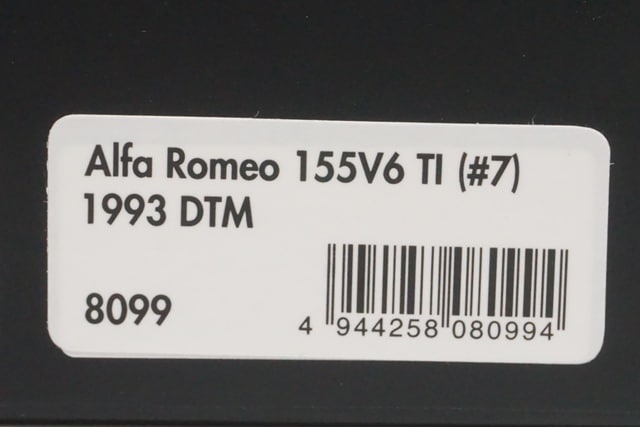 Alfa Romeo 155V6 TI (#7)
1993 DTM
8099
4 944258 080994